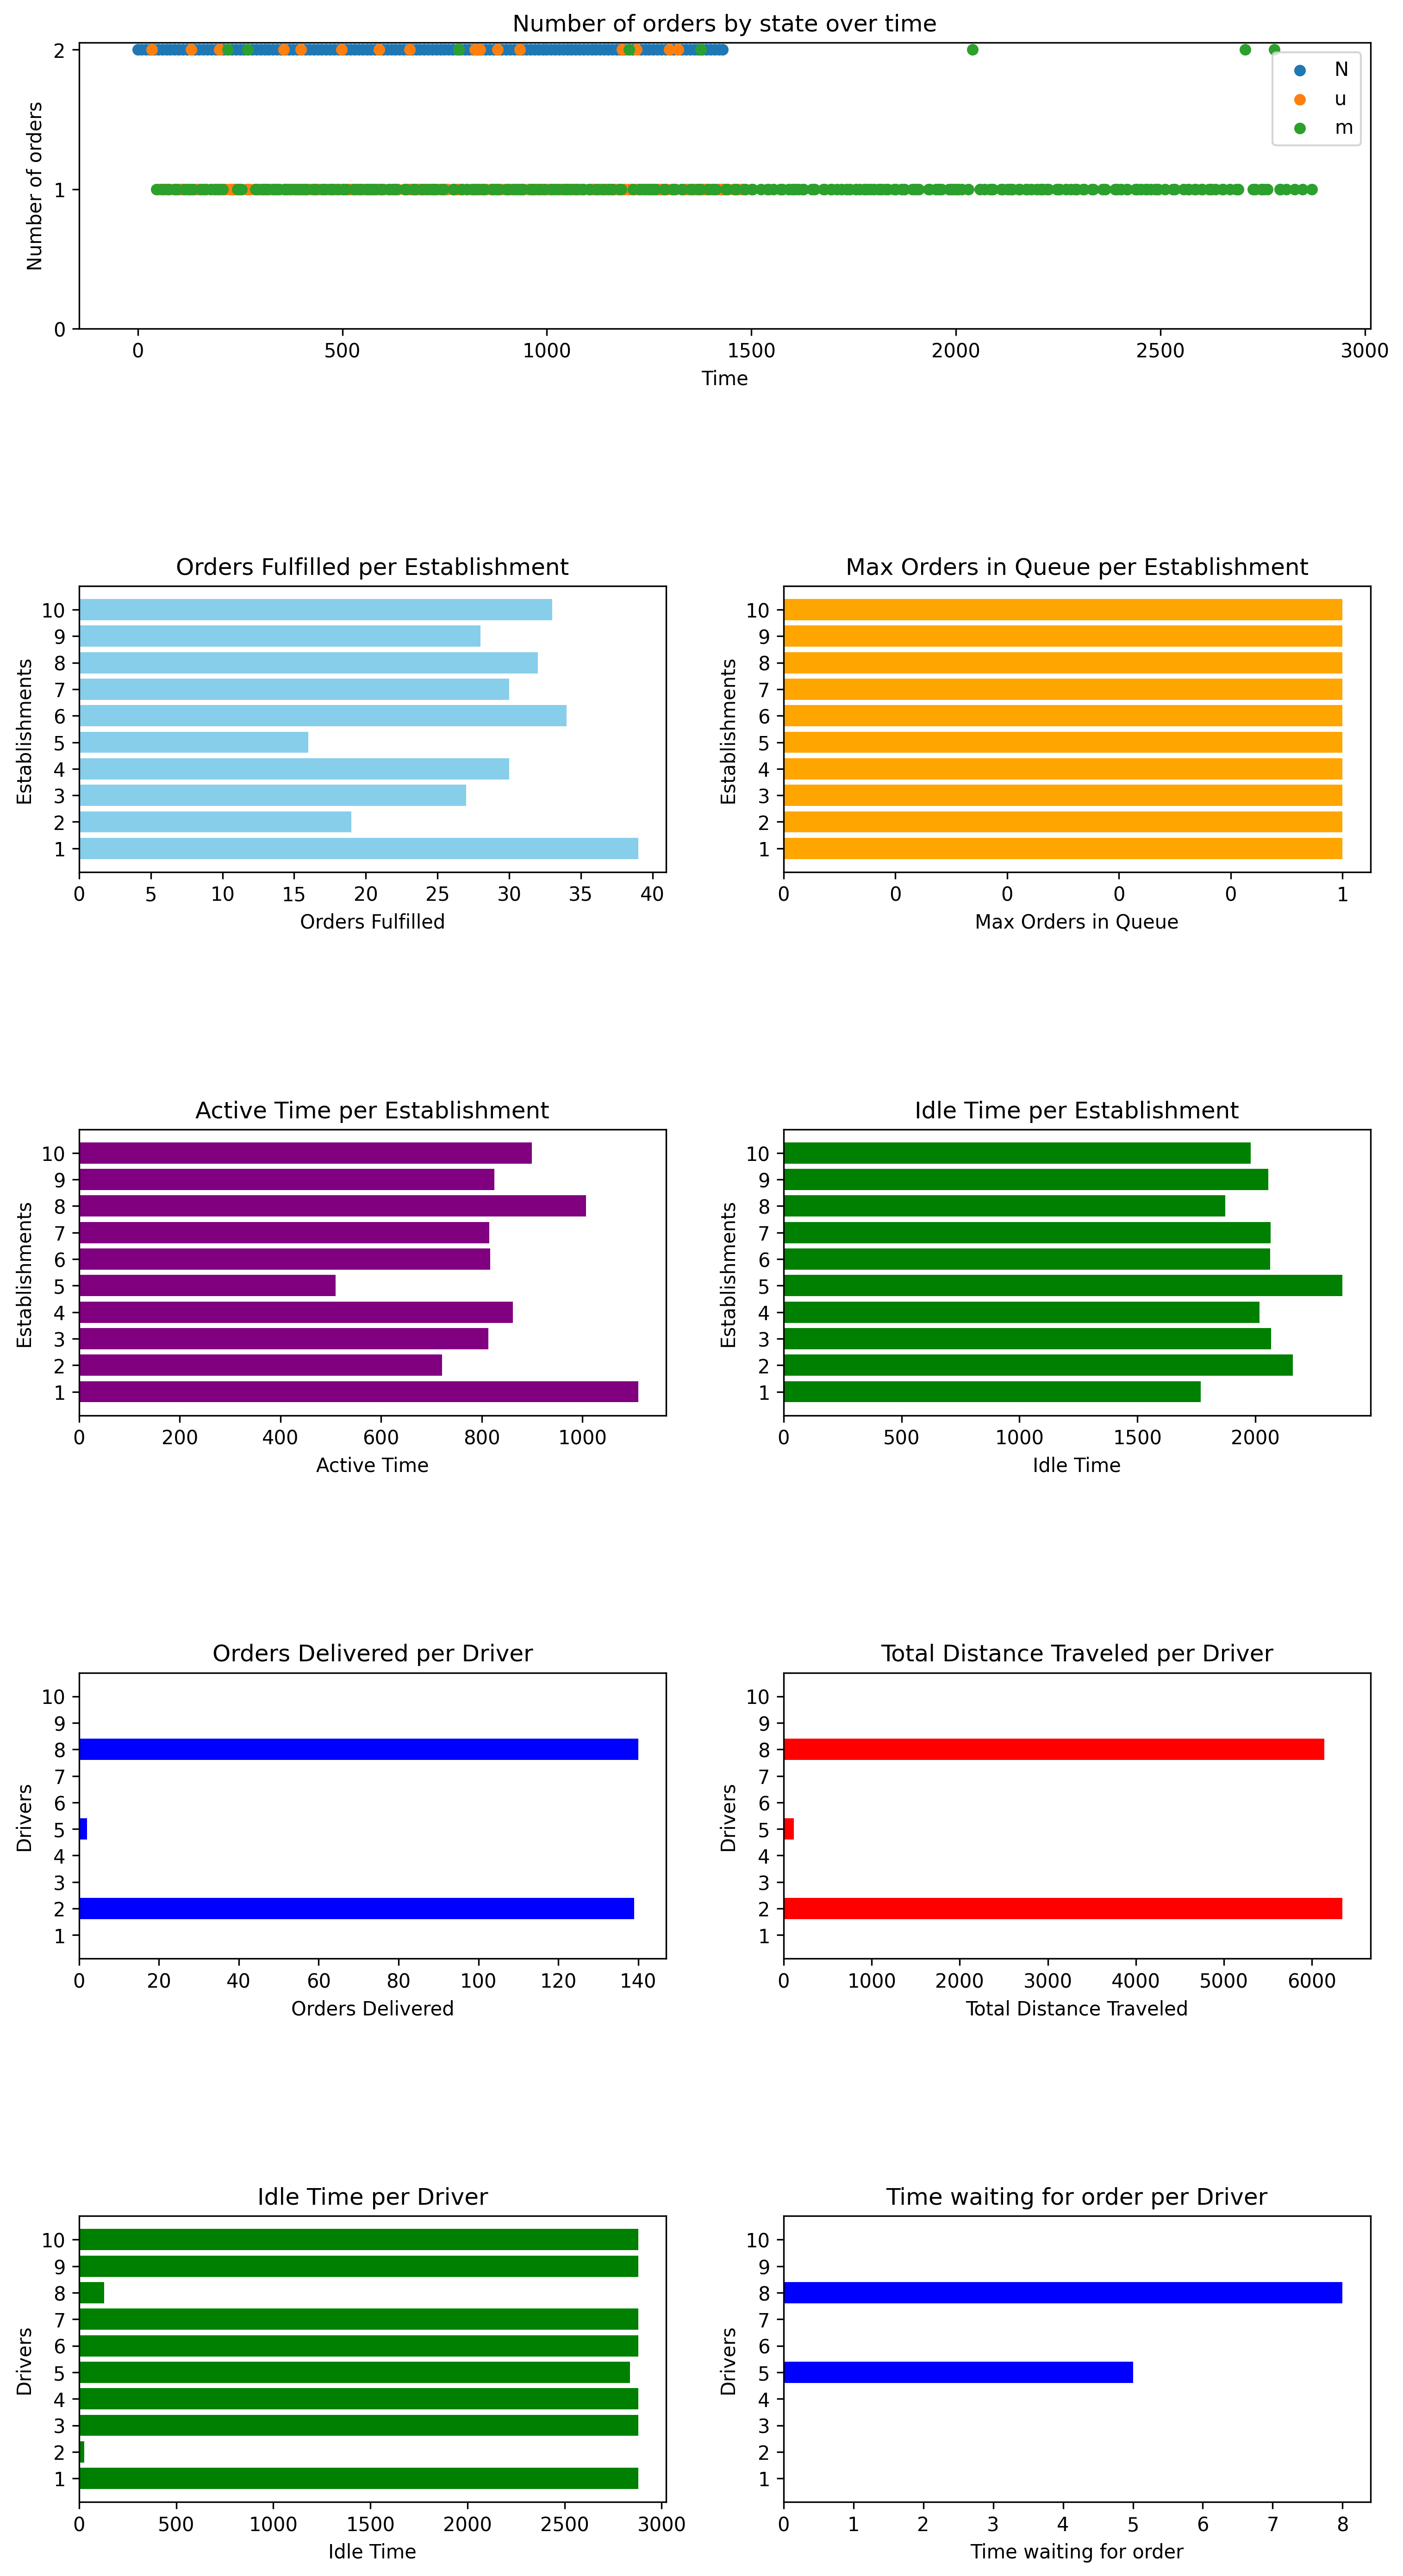 Number of orders by state over time
Number of orders
2
1
0
N
u
m
0 500 1000 1500 2000 2500 3000
Time
Orders Fulfilled per Establishment
Establishments
10
9
8
7
6
5
4
3
2
1
0 5 10 15 20 25 30 35 40
Orders Fulfilled
Max Orders in Queue per Establishment
Establishments
10
9
8
7
6
5
4
3
2
1
0 0 0 0 0 1
Max Orders in Queue
Active Time per Establishment
Establishments
10
9
8
7
6
5
4
3
2
1
0 200 400 600 800 1000
Active Time
Idle Time per Establishment
Establishments
10
9
8
7
6
5
4
3
2
1
0 500 1000 1500 2000
Idle Time
Orders Delivered per Driver
Drivers
10
9
8
7
6
5
4
3
2
1
0 20 40 60 80 100 120 140
Orders Delivered
Total Distance Traveled per Driver
Drivers
10
9
8
7
6
5
4
3
2
1
0 1000 2000 3000 4000 5000 6000
Total Distance Traveled
Idle Time per Driver
Drivers
10
9
8
7
6
5
4
3
2
1
0 500 1000 1500 2000 2500 3000
Idle Time
Time waiting for order per Driver
Drivers
10
9
8
7
6
5
4
3
2
1
0 1 2 3 4 5 6 7 8
Time waiting for order